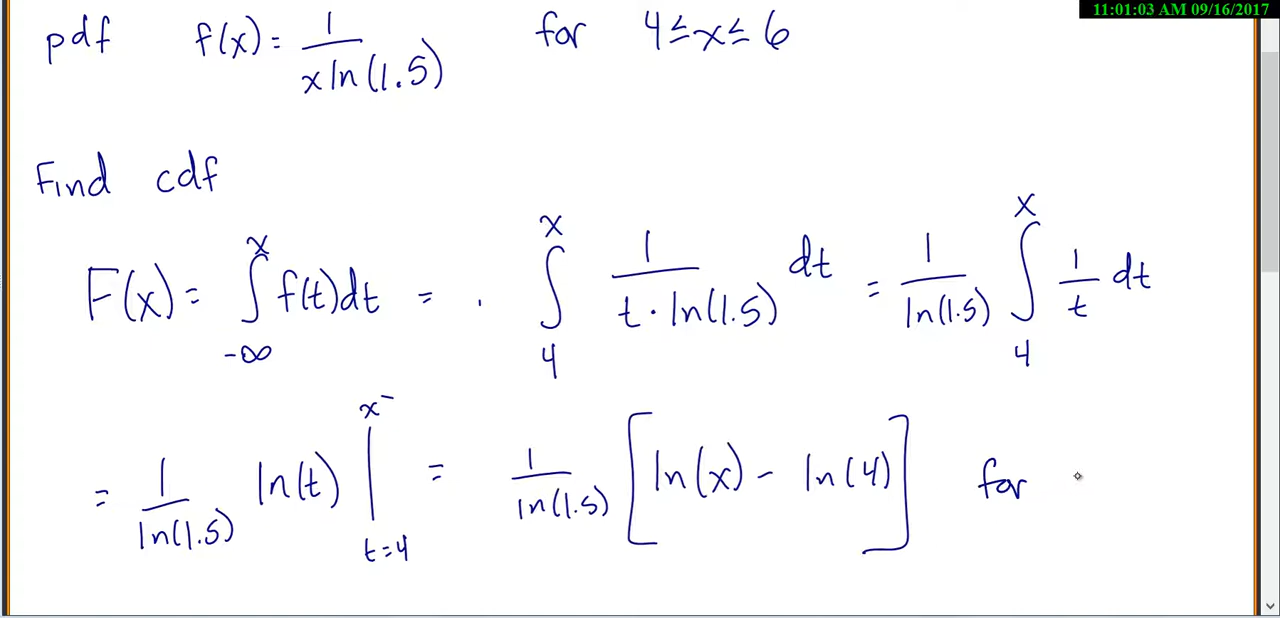 11:01:03 AM 09/16/2017
pdf f(x) = 1/(x ln(1.5)) for 4 ≤ x ≤ 6
Find cdf
F(x) = ∫_{-∞}^{x} f(t)dt = . ∫_{4}^{x} 1/(t · ln(1.5)) dt = 1/ln(1.5) ∫_{4}^{x} 1/t dt
= 1/ln(1.5) ln(t) |_{t=4}^{x-} = 1/ln(1.5) [ln(x) - ln(4)] for